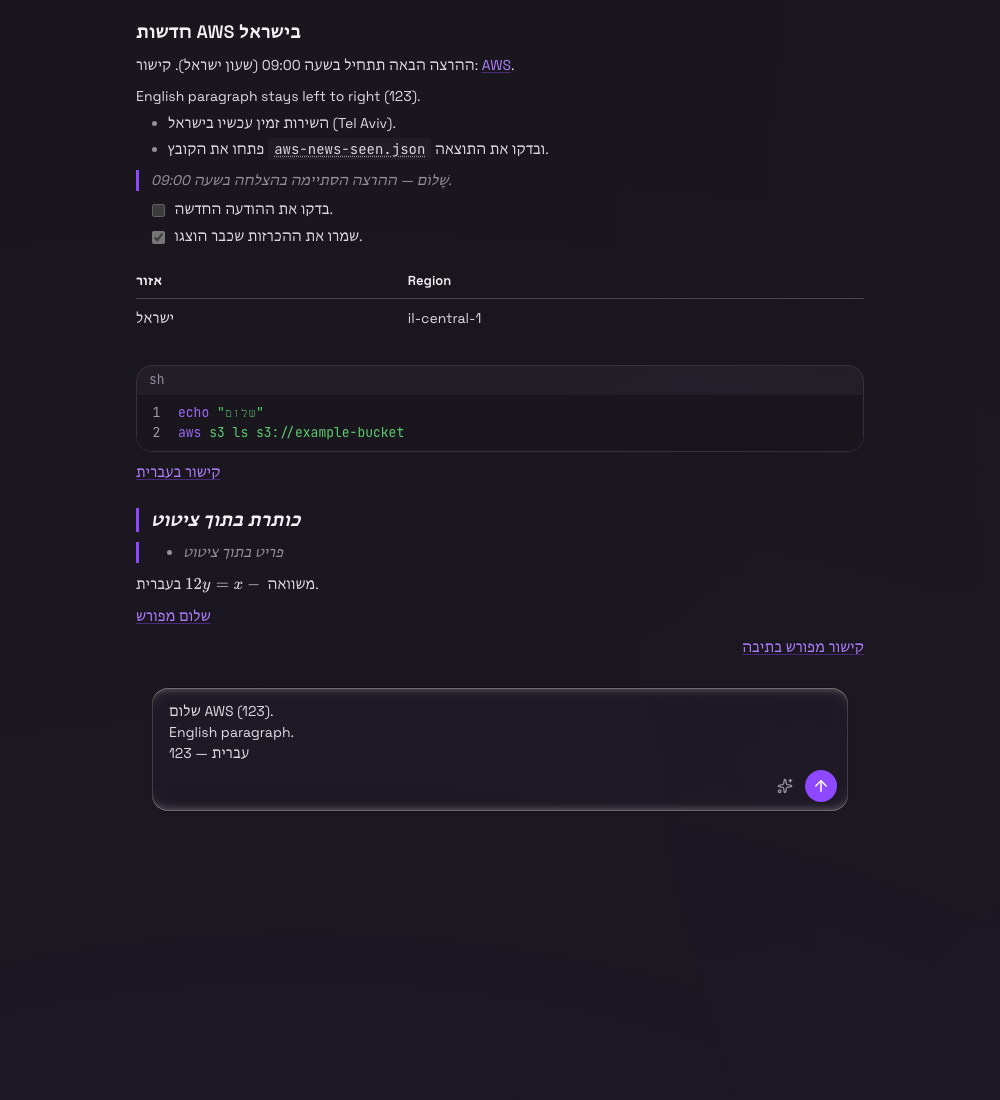 חדשות AWS בישראל
ההרצה הבאה תתחיל בשעה 09:00 (שעון ישראל). קישור: AWS.
English paragraph stays left to right (123).
השירות זמין עכשיו בישראל (Tel Aviv).
פתחו את הקובץ aws-news-seen.json ובדקו את התוצאה.
שָׁלוֹם — ההרצה הסתיימה בהצלחה בשעה 09:00.
בדקו את ההודעה החדשה.
שמרו את ההכרזות שכבר הוצגו.
אזור Region
ישראל il-central-1
sh
1 echo "שלום"
2 aws s3 ls s3://example-bucket
קישור בעברית
כותרת בתוך ציטוט
• פריט בתוך ציטוט
משוואה 12y = x − בעברית.
שלום מפורש
קישור מפורש בתיבה
שלום AWS (123).
English paragraph.
עברית — 123